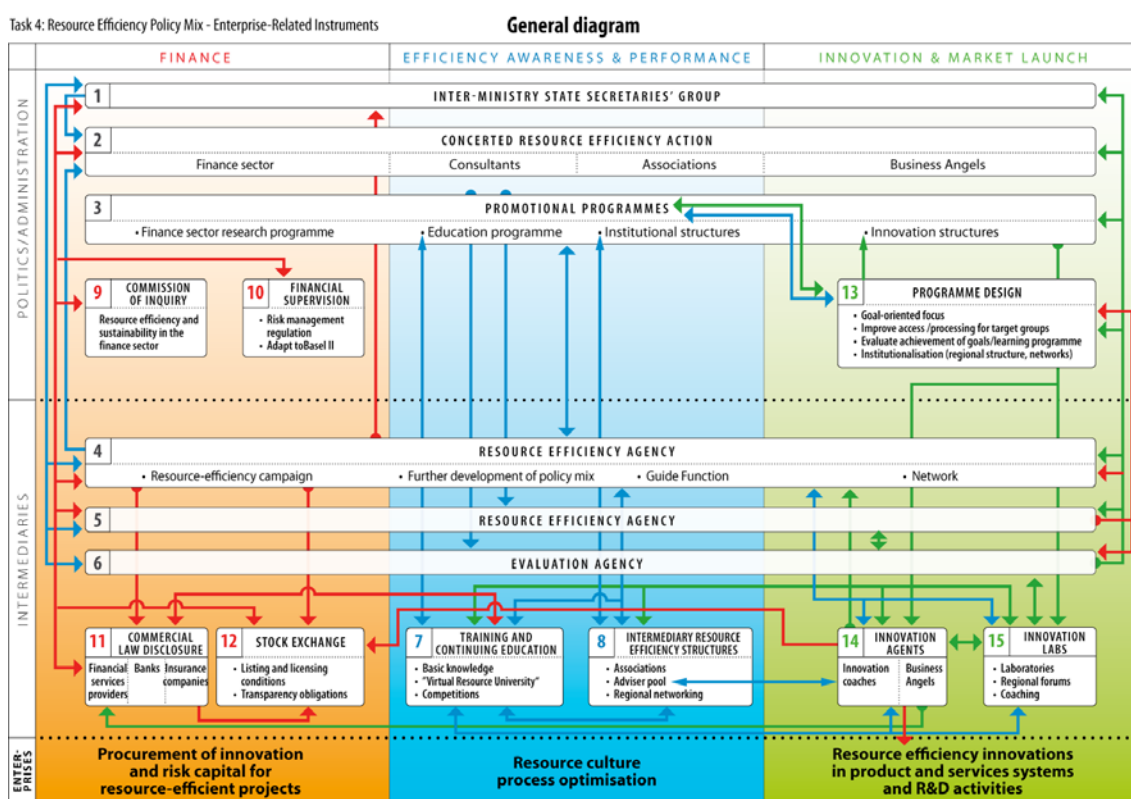 Task 4: Resource Efficiency Policy Mix - Enterprise-Related Instruments
General diagram
FINANCE
EFFICIENCY AWARENESS & PERFORMANCE
INNOVATION & MARKET LAUNCH
POLITICS/ADMINISTRATION
1 INTER-MINISTRY STATE SECRETARIES' GROUP
2 CONCERTED RESOURCE EFFICIENCY ACTION
Finance sector
Consultants
Associations
Business Angels
3 PROMOTIONAL PROGRAMMES
• Finance sector research programme
• Education programme
• Institutional structures
• Innovation structures
9 COMMISSION
OF INQUIRY
Resource efficiency and
sustainability in the
finance sector
10 FINANCIAL
SUPERVISION
• Risk management
regulation
• Adapt toBasel II
13 PROGRAMME DESIGN
• Goal-oriented focus
• Improve access /processing for target groups
• Evaluate achievement of goals/learning programme
• Institutionalisation (regional structure, networks)
INTERMEDIARIES
4 RESOURCE EFFICIENCY AGENCY
• Resource-efficiency campaign
• Further development of policy mix
• Guide Function
• Network
5 RESOURCE EFFICIENCY AGENCY
6 EVALUATION AGENCY
11 COMMERCIAL
LAW DISCLOSURE
Financial
services
providers
Banks
Insurance
companies
12 STOCK EXCHANGE
• Listing and licensing
conditions
• Transparency obligations
7 TRAINING AND
CONTINUING EDUCATION
• Basic knowledge
• "Virtual Resource University"
• Competitions
8 INTERMEDIARY RESOURCE
EFFICIENCY STRUCTURES
• Associations
• Adviser pool
• Regional networking
14 INNOVATION
AGENTS
Innovation
coaches
Business
Angels
15 INNOVATION
LABS
• Laboratories
• Regional forums
• Coaching
ENTER-
PRISES
Procurement of innovation
and risk capital for
resource-efficient projects
Resource culture
process optimisation
Resource efficiency innovations
in product and services systems
and R&D activities